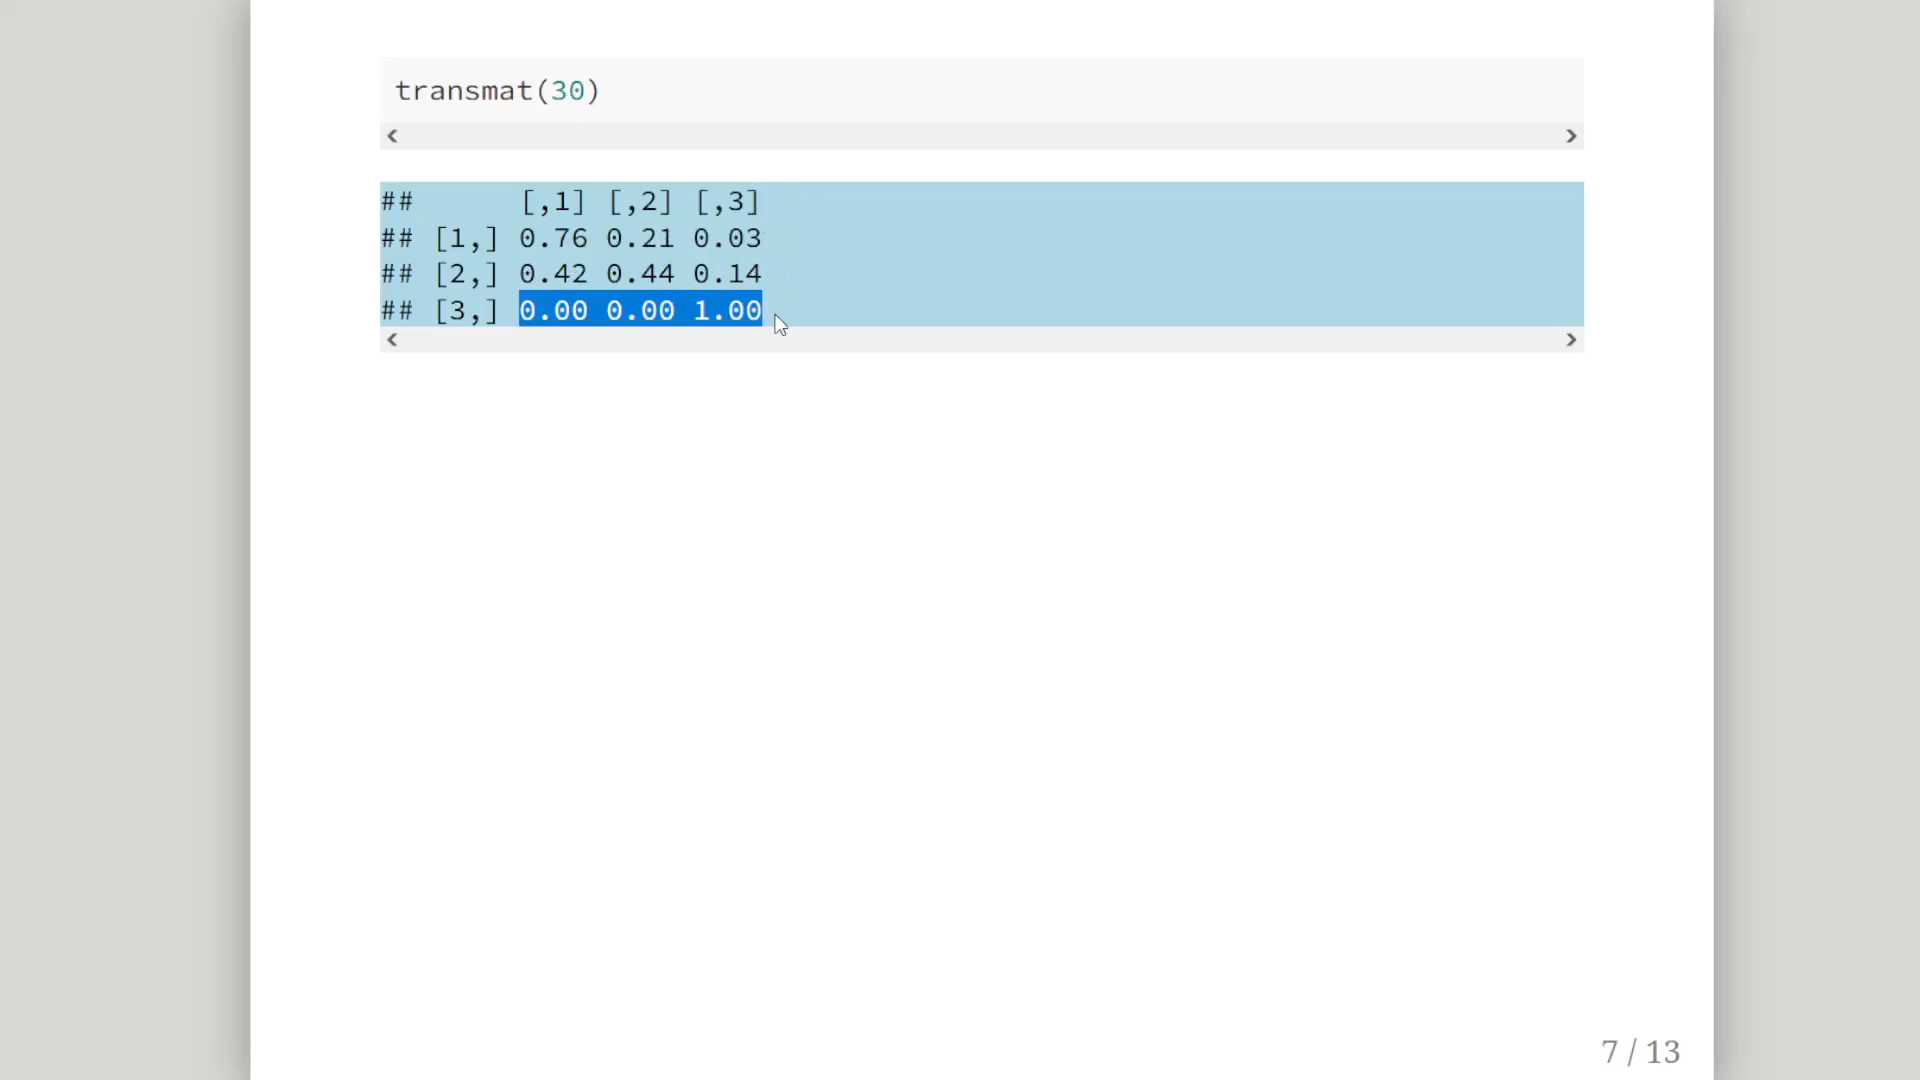 transmat(30)
##      [,1] [,2] [,3]
## [1,] 0.76 0.21 0.03
## [2,] 0.42 0.44 0.14
## [3,] 0.00 0.00 1.00
7 / 13